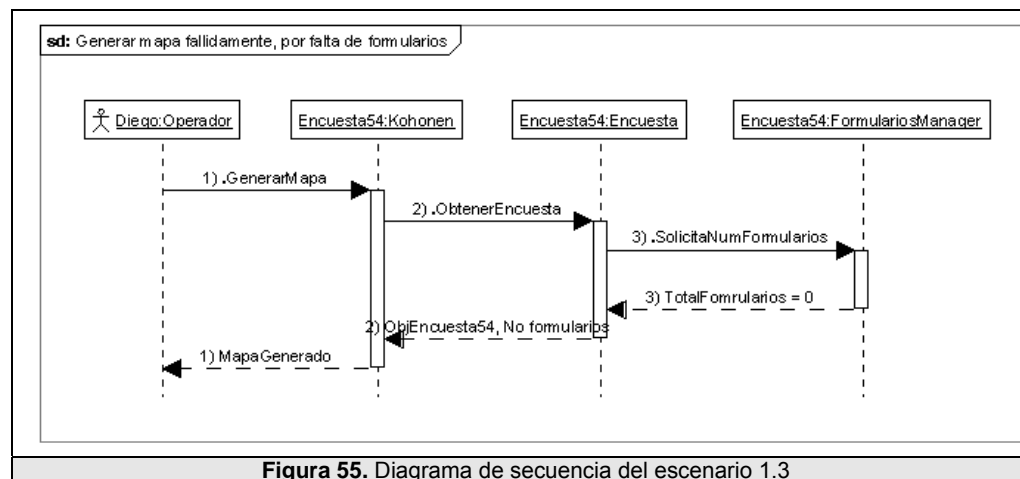 sd: Generar mapa fallidamente, por falta de formularios
Diego:Operador
Encuesta54:Kohonen
Encuesta54:Encuesta
Encuesta54:FormulariosManager
1) .GenerarMapa
2) .ObtenerEncuesta
3) .SolicitaNumFormularios
3) TotalFomrularios = 0
2) ObjEncuesta54, No formularios
1) MapaGenerado
Figura 55. Diagrama de secuencia del escenario 1.3